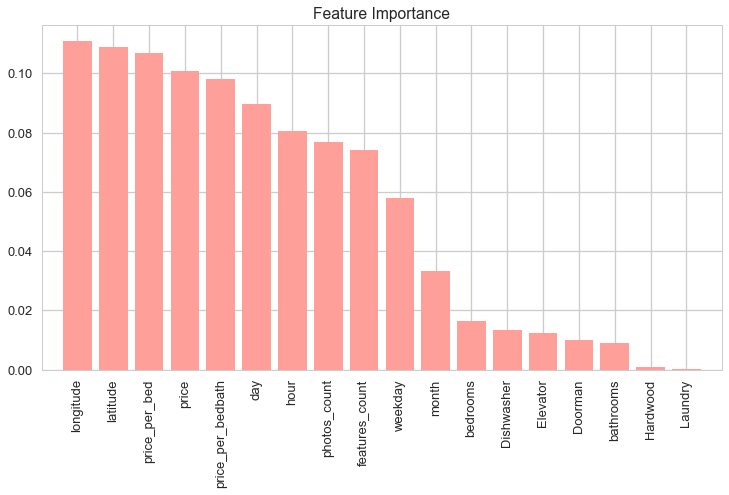 Feature Importance
0.10
0.08
0.06
0.04
0.02
0.00
longitude
latitude
price_per_bed
price
price_per_bedbath
day
hour
photos_count
features_count
weekday
month
bedrooms
Dishwasher
Elevator
Doorman
bathrooms
Hardwood
Laundry